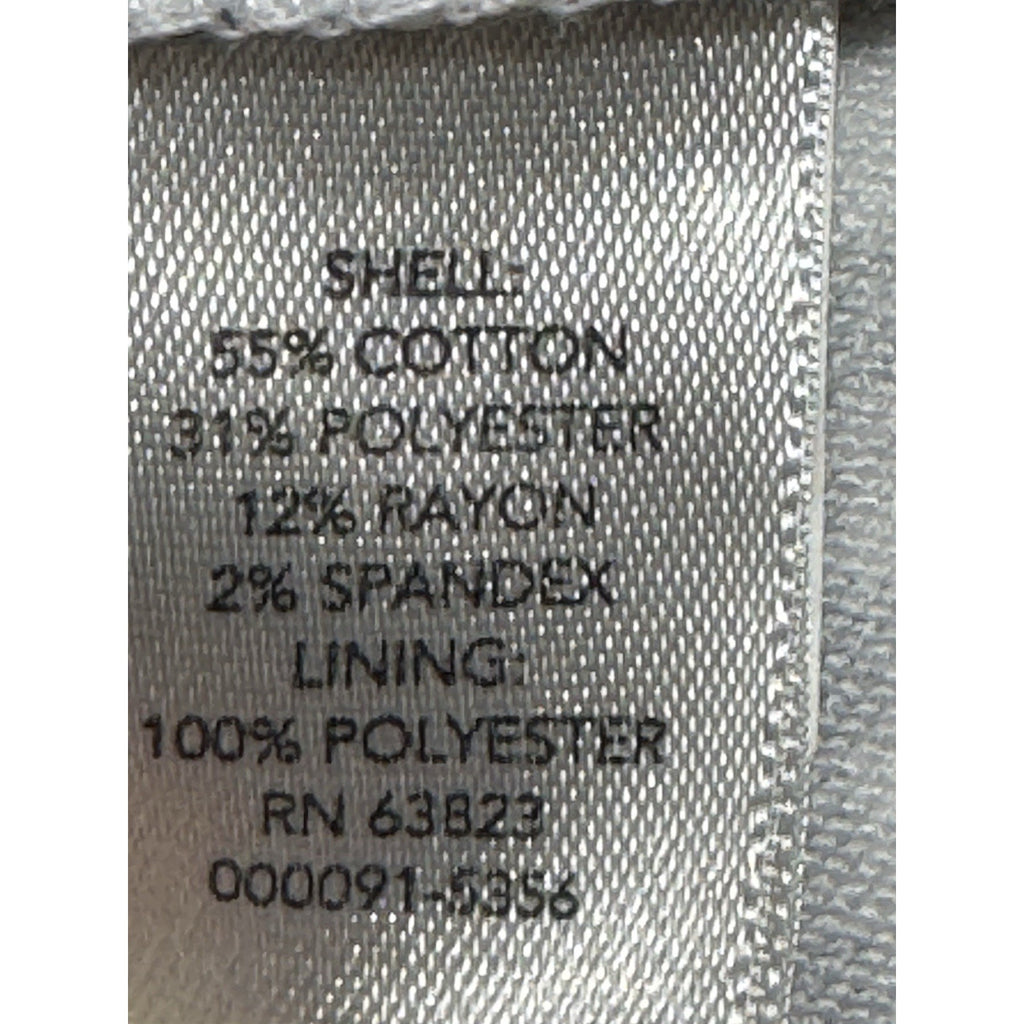 SHELL:
55% COTTON
31% POLYESTER
12% RAYON
2% SPANDEX
LINING:
100% POLYESTER
RN 63823
000091-5356